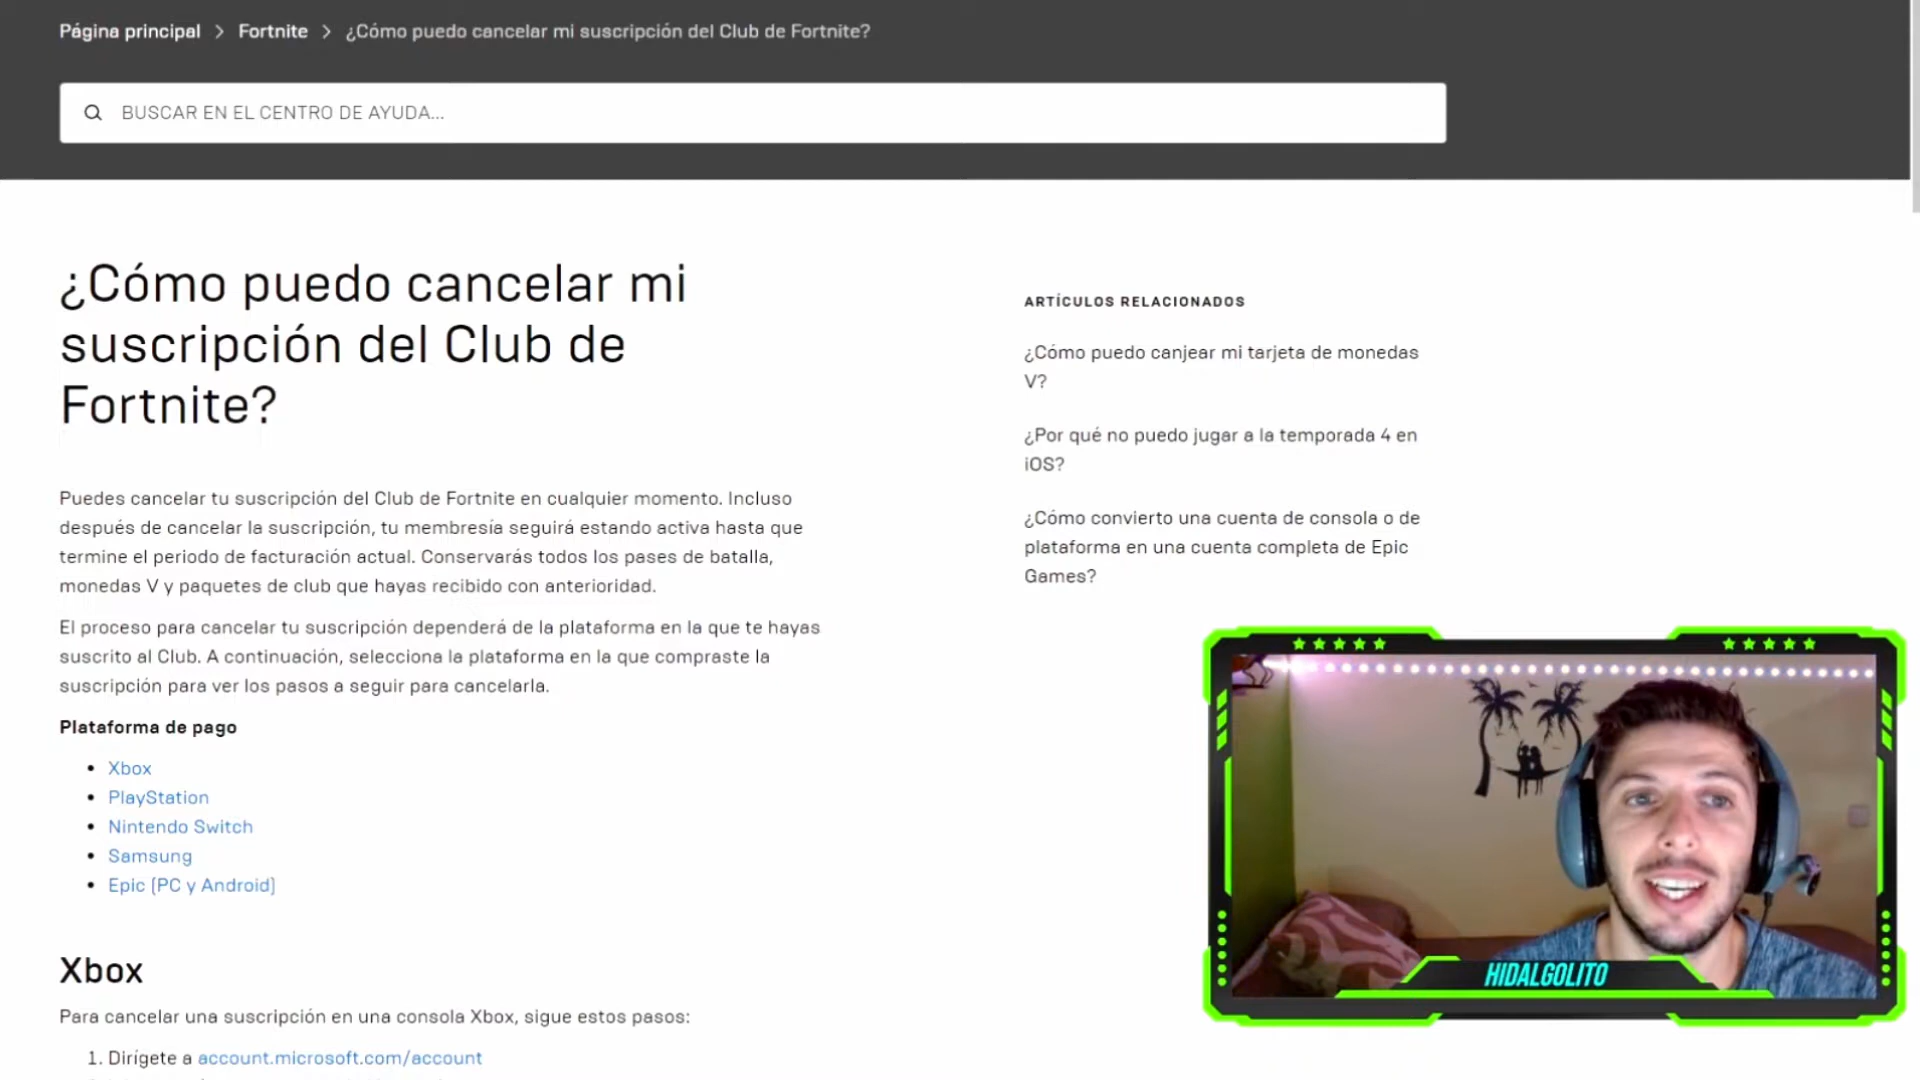 Página principal > Fortnite > ¿Cómo puedo cancelar mi suscripción del Club de Fortnite?
BUSCAR EN EL CENTRO DE AYUDA...
¿Cómo puedo cancelar mi
suscripción del Club de
Fortnite?
Puedes cancelar tu suscripción del Club de Fortnite en cualquier momento. Incluso
después de cancelar la suscripción, tu membresía seguirá estando activa hasta que
termine el periodo de facturación actual. Conservarás todos los pases de batalla,
monedas V y paquetes de club que hayas recibido con anterioridad.
El proceso para cancelar tu suscripción dependerá de la plataforma en la que te hayas
suscrito al Club. A continuación, selecciona la plataforma en la que compraste la
suscripción para ver los pasos a seguir para cancelarla.
Plataforma de pago
• Xbox
• PlayStation
• Nintendo Switch
• Samsung
• Epic (PC y Android)
Xbox
Para cancelar una suscripción en una consola Xbox, sigue estos pasos:
1. Dirígete a account.microsoft.com/account
ARTÍCULOS RELACIONADOS
¿Cómo puedo canjear mi tarjeta de monedas
V?
¿Por qué no puedo jugar a la temporada 4 en
iOS?
¿Cómo convierto una cuenta de consola o de
plataforma en una cuenta completa de Epic
Games?
HIDALGOLITO